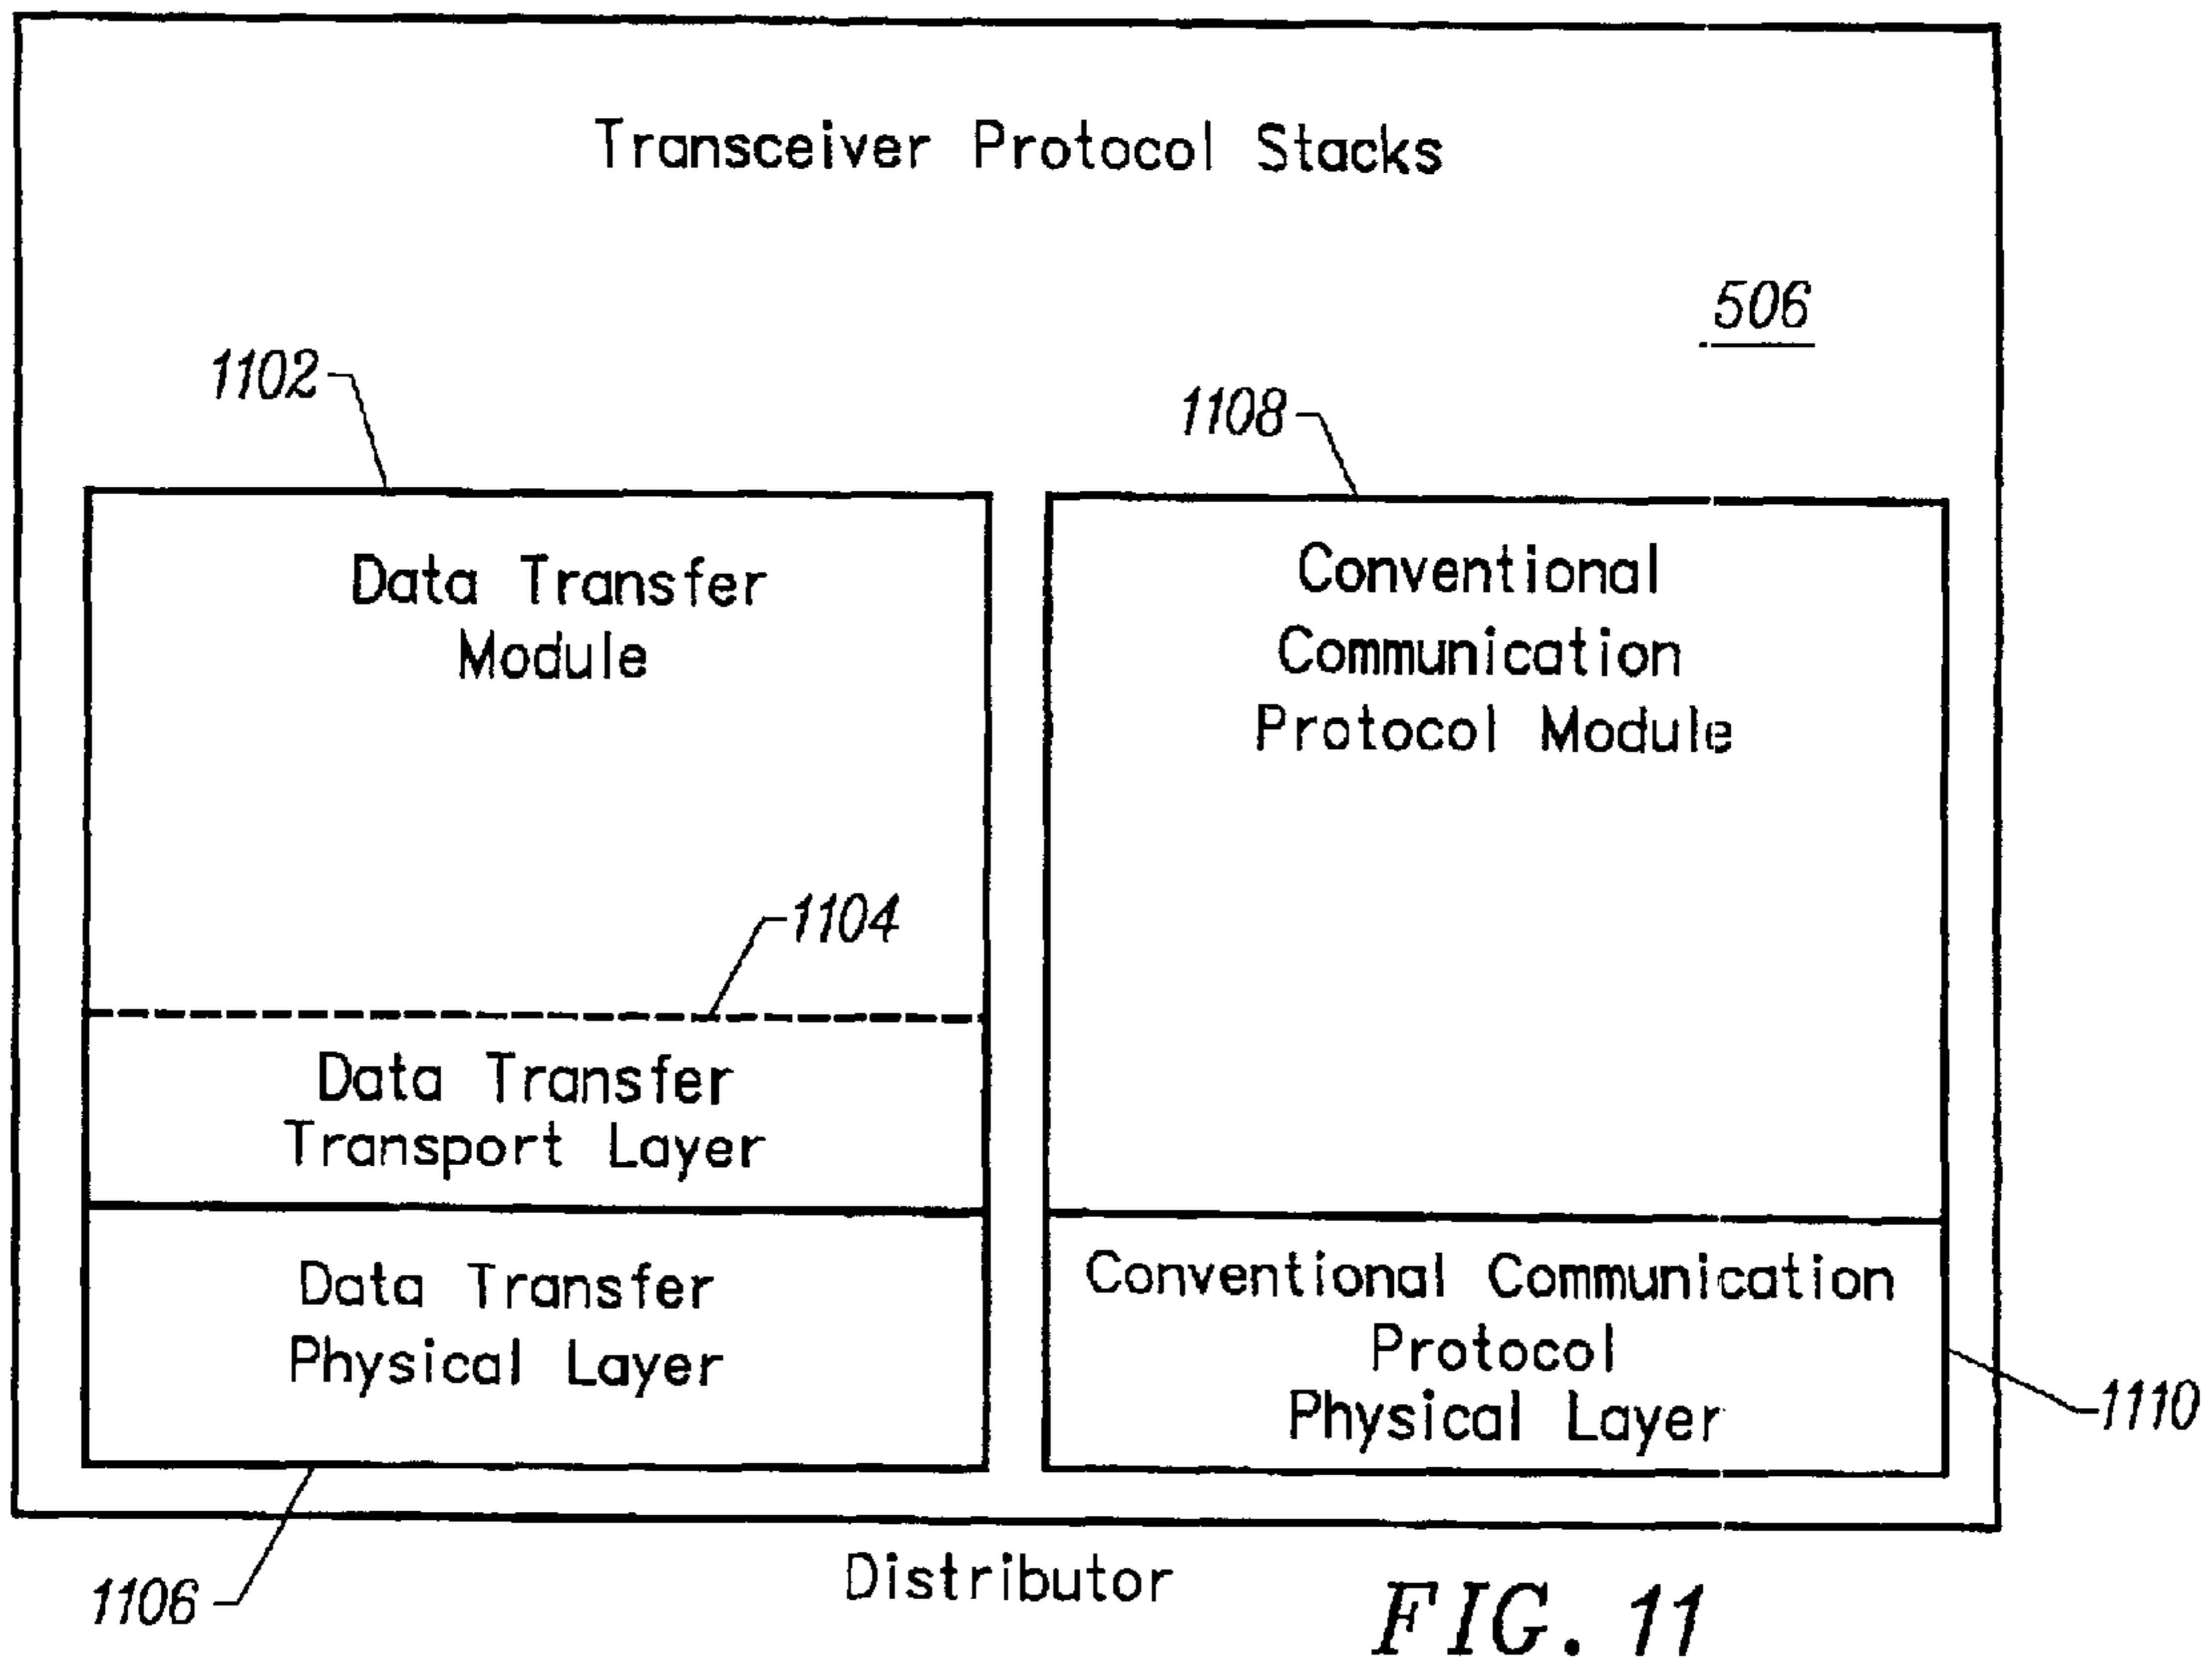 Transceiver Protocol Stacks
506
1102
1108
Data Transfer
Module
Conventional
Communication
Protocol Module
1104
Data Transfer
Transport Layer
Data Transfer
Physical Layer
Conventional Communication
Protocol
Physical Layer
1110
1106
Distributor
FIG. 11